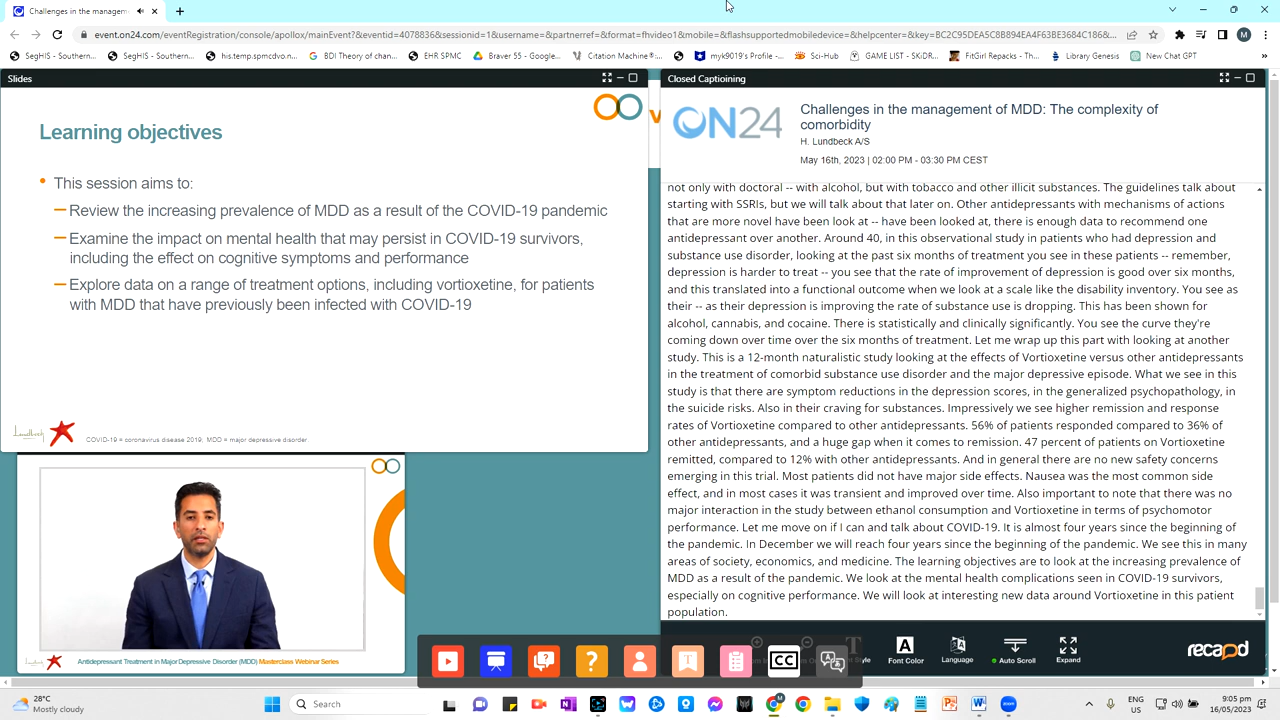 Challenges in the managem
event.on24.com/eventRegistration/console/apollox/mainEvent?&eventid=4078836&sessionid=1&username=&partnerref=&format=fhvideo1&mobile=&flashsupportedmobiledevice=&helpcenter=&key=BC2C95DEA5C8B894EA4F63BE3684C186&...
M
SegHIS - Southern...
SegHIS - Southern...
his.temp.spmcdvo.n...
BDI Theory of chan...
EHR SPMC
Braver 55 - Google...
Citation Machine®:...
myk9019's Profile -...
Sci-Hub
GAME LIST - SKiDR...
FitGirl Repacks - Th...
Library Genesis
New Chat GPT
Slides
Learning objectives
• This session aims to:
– Review the increasing prevalence of MDD as a result of the COVID-19 pandemic
– Examine the impact on mental health that may persist in COVID-19 survivors,
including the effect on cognitive symptoms and performance
– Explore data on a range of treatment options, including vortioxetine, for patients
with MDD that have previously been infected with COVID-19
Lundbeck
COVID-19 = coronavirus disease 2019; MDD = major depressive disorder.
Antidepressant Treatment in Major Depressive Disorder (MDD) Masterclass Webinar Series
Closed Captioining
ON24
Challenges in the management of MDD: The complexity of
comorbidity
H. Lundbeck A/S
May 16th, 2023 | 02:00 PM - 03:30 PM CEST
not only with doctoral -- with alcohol, but with tobacco and other illicit substances. The guidelines talk about
starting with SSRIs, but we will talk about that later on. Other antidepressants with mechanisms of actions
that are more novel have been look at -- have been looked at, there is enough data to recommend one
antidepressant over another. Around 40, in this observational study in patients who had depression and
substance use disorder, looking at the past six months of treatment you see in these patients -- remember,
depression is harder to treat -- you see that the rate of improvement of depression is good over six months,
and this translated into a functional outcome when we look at a scale like the disability inventory. You see as
their -- as their depression is improving the rate of substance use is dropping. This has been shown for
alcohol, cannabis, and cocaine. There is statistically and clinically significantly. You see the curve they're
coming down over time over the six months of treatment. Let me wrap up this part with looking at another
study. This is a 12-month naturalistic study looking at the effects of Vortioxetine versus other antidepressants
in the treatment of comorbid substance use disorder and the major depressive episode. What we see in this
study is that there are symptom reductions in the depression scores, in the generalized psychopathology, in
the suicide risks. Also in their craving for substances. Impressively we see higher remission and response
rates of Vortioxetine compared to other antidepressants. 56% of patients responded compared to 36% of
other antidepressants, and a huge gap when it comes to remission. 47 percent of patients on Vortioxetine
remitted, compared to 12% with other antidepressants. And in general there are no new safety concerns
emerging in this trial. Most patients did not have major side effects. Nausea was the most common side
effect, and in most cases it was transient and improved over time. Also important to note that there was no
major interaction in the study between ethanol consumption and Vortioxetine in terms of psychomotor
performance. Let me move on if I can and talk about COVID-19. It is almost four years since the beginning of
the pandemic. In December we will reach four years since the beginning of the pandemic. We see this in many
areas of society, economics, and medicine. The learning objectives are to look at the increasing prevalence of
MDD as a result of the pandemic. We look at the mental health complications seen in COVID-19 survivors,
especially on cognitive performance. We will look at interesting new data around Vortioxetine in this patient
population.
Font Color
Language
Auto Scroll
Expand
recapd
CC
28°C
Mostly cloudy
Search
ENG
US
9:05 pm
16/05/2023